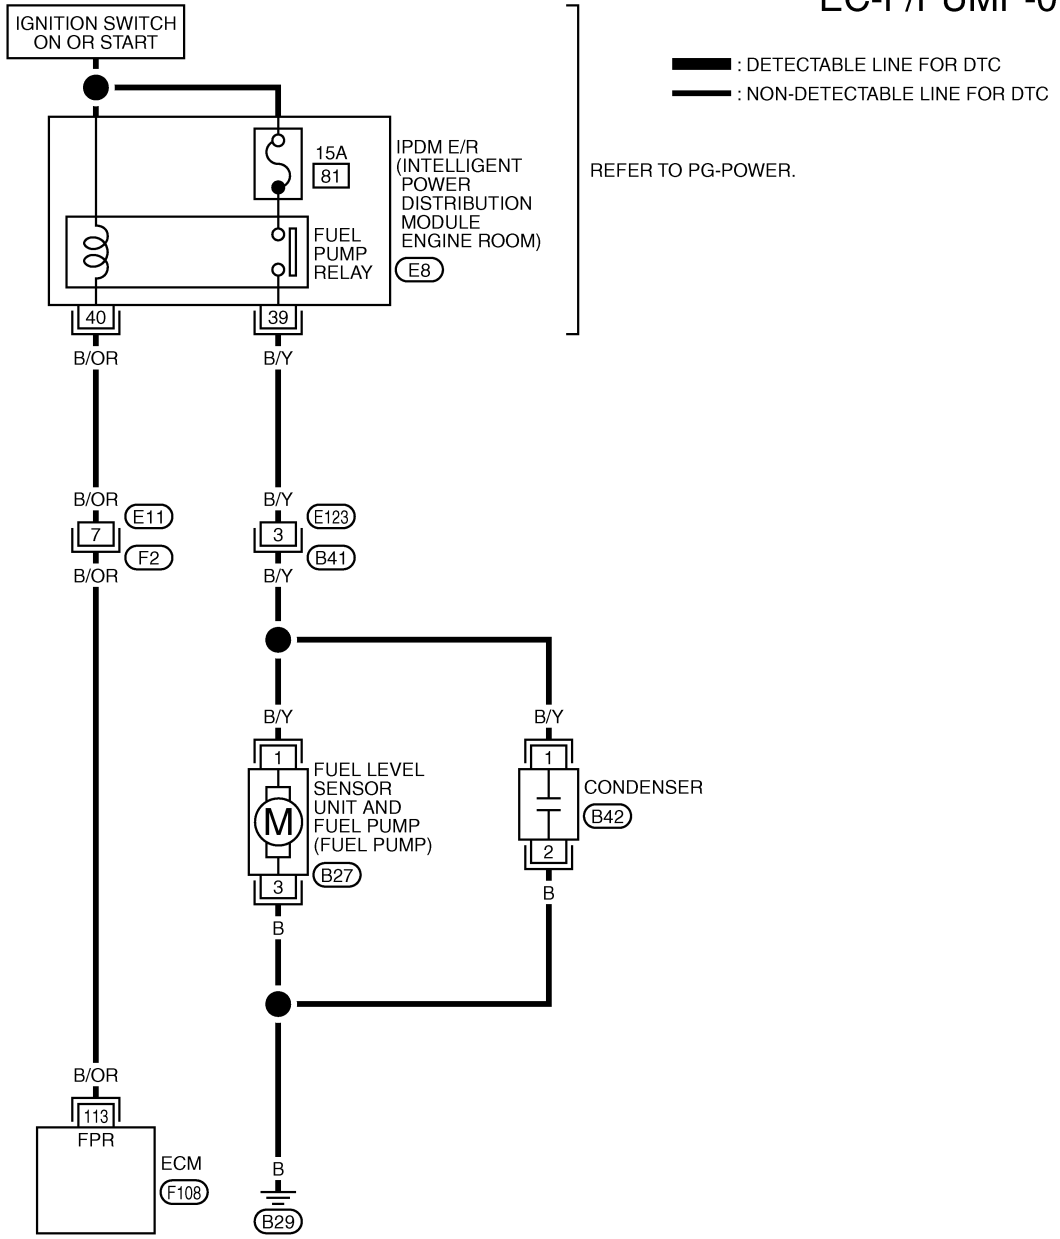 IGNITION SWITCH
ON OR START
: DETECTABLE LINE FOR DTC
: NON-DETECTABLE LINE FOR DTC
15A
81
IPDM E/R
(INTELLIGENT
POWER
DISTRIBUTION
MODULE
ENGINE ROOM)
E8
REFER TO PG-POWER.
FUEL
PUMP
RELAY
40
39
B/OR
B/Y
B/OR
B/Y
E11
E123
7
3
F2
B41
B/OR
B/Y
B/Y
B/Y
1
1
FUEL LEVEL
SENSOR
UNIT AND
FUEL PUMP
(FUEL PUMP)
M
B27
CONDENSER
B42
2
3
B
B
B/OR
113
FPR
ECM
F108
B
B29